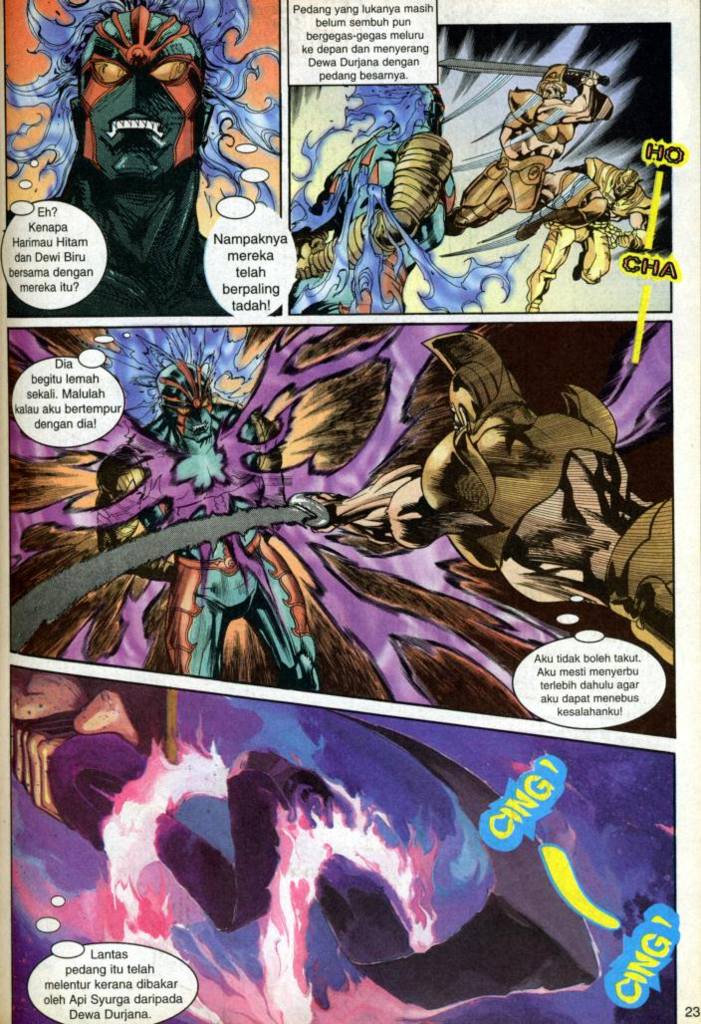 Eh?
Kenapa
Harimau Hitam
dan Dewi Biru
bersama dengan
mereka itu?
Nampaknya
mereka
telah
berpaling
tadah!
Pedang yang lukanya masih
belum sembuh pun
bergegas-gegas meluru
ke depan dan menyerang
Dewa Durjana dengan
pedang besarnya.
HO
CHA
Dia
begitu lemah
sekali. Malulah
kalau aku bertempur
dengan dia!
Aku tidak boleh takut.
Aku mesti menyerbu
terlebih dahulu agar
aku dapat menebus
kesalahanku!
CING!
CING!
Lantas
pedang itu telah
melentur kerana dibakar
oleh Api Syurga daripada
Dewa Durjana.
23